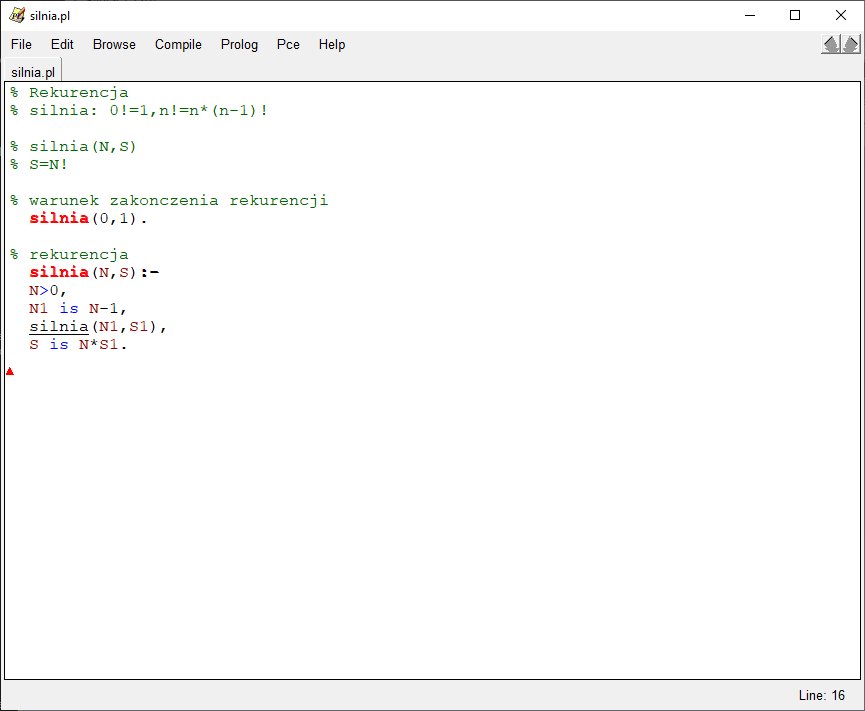 silnia.pl
File Edit Browse Compile Prolog Pce Help
silnia.pl
% Rekurencja
% silnia: 0!=1,n!=n*(n-1)!
% silnia(N,S)
% S=N!
% warunek zakonczenia rekurencji
silnia(0,1).
% rekurencja
silnia(N,S):-
N>0,
N1 is N-1,
silnia(N1,S1),
S is N*S1.
Line: 16